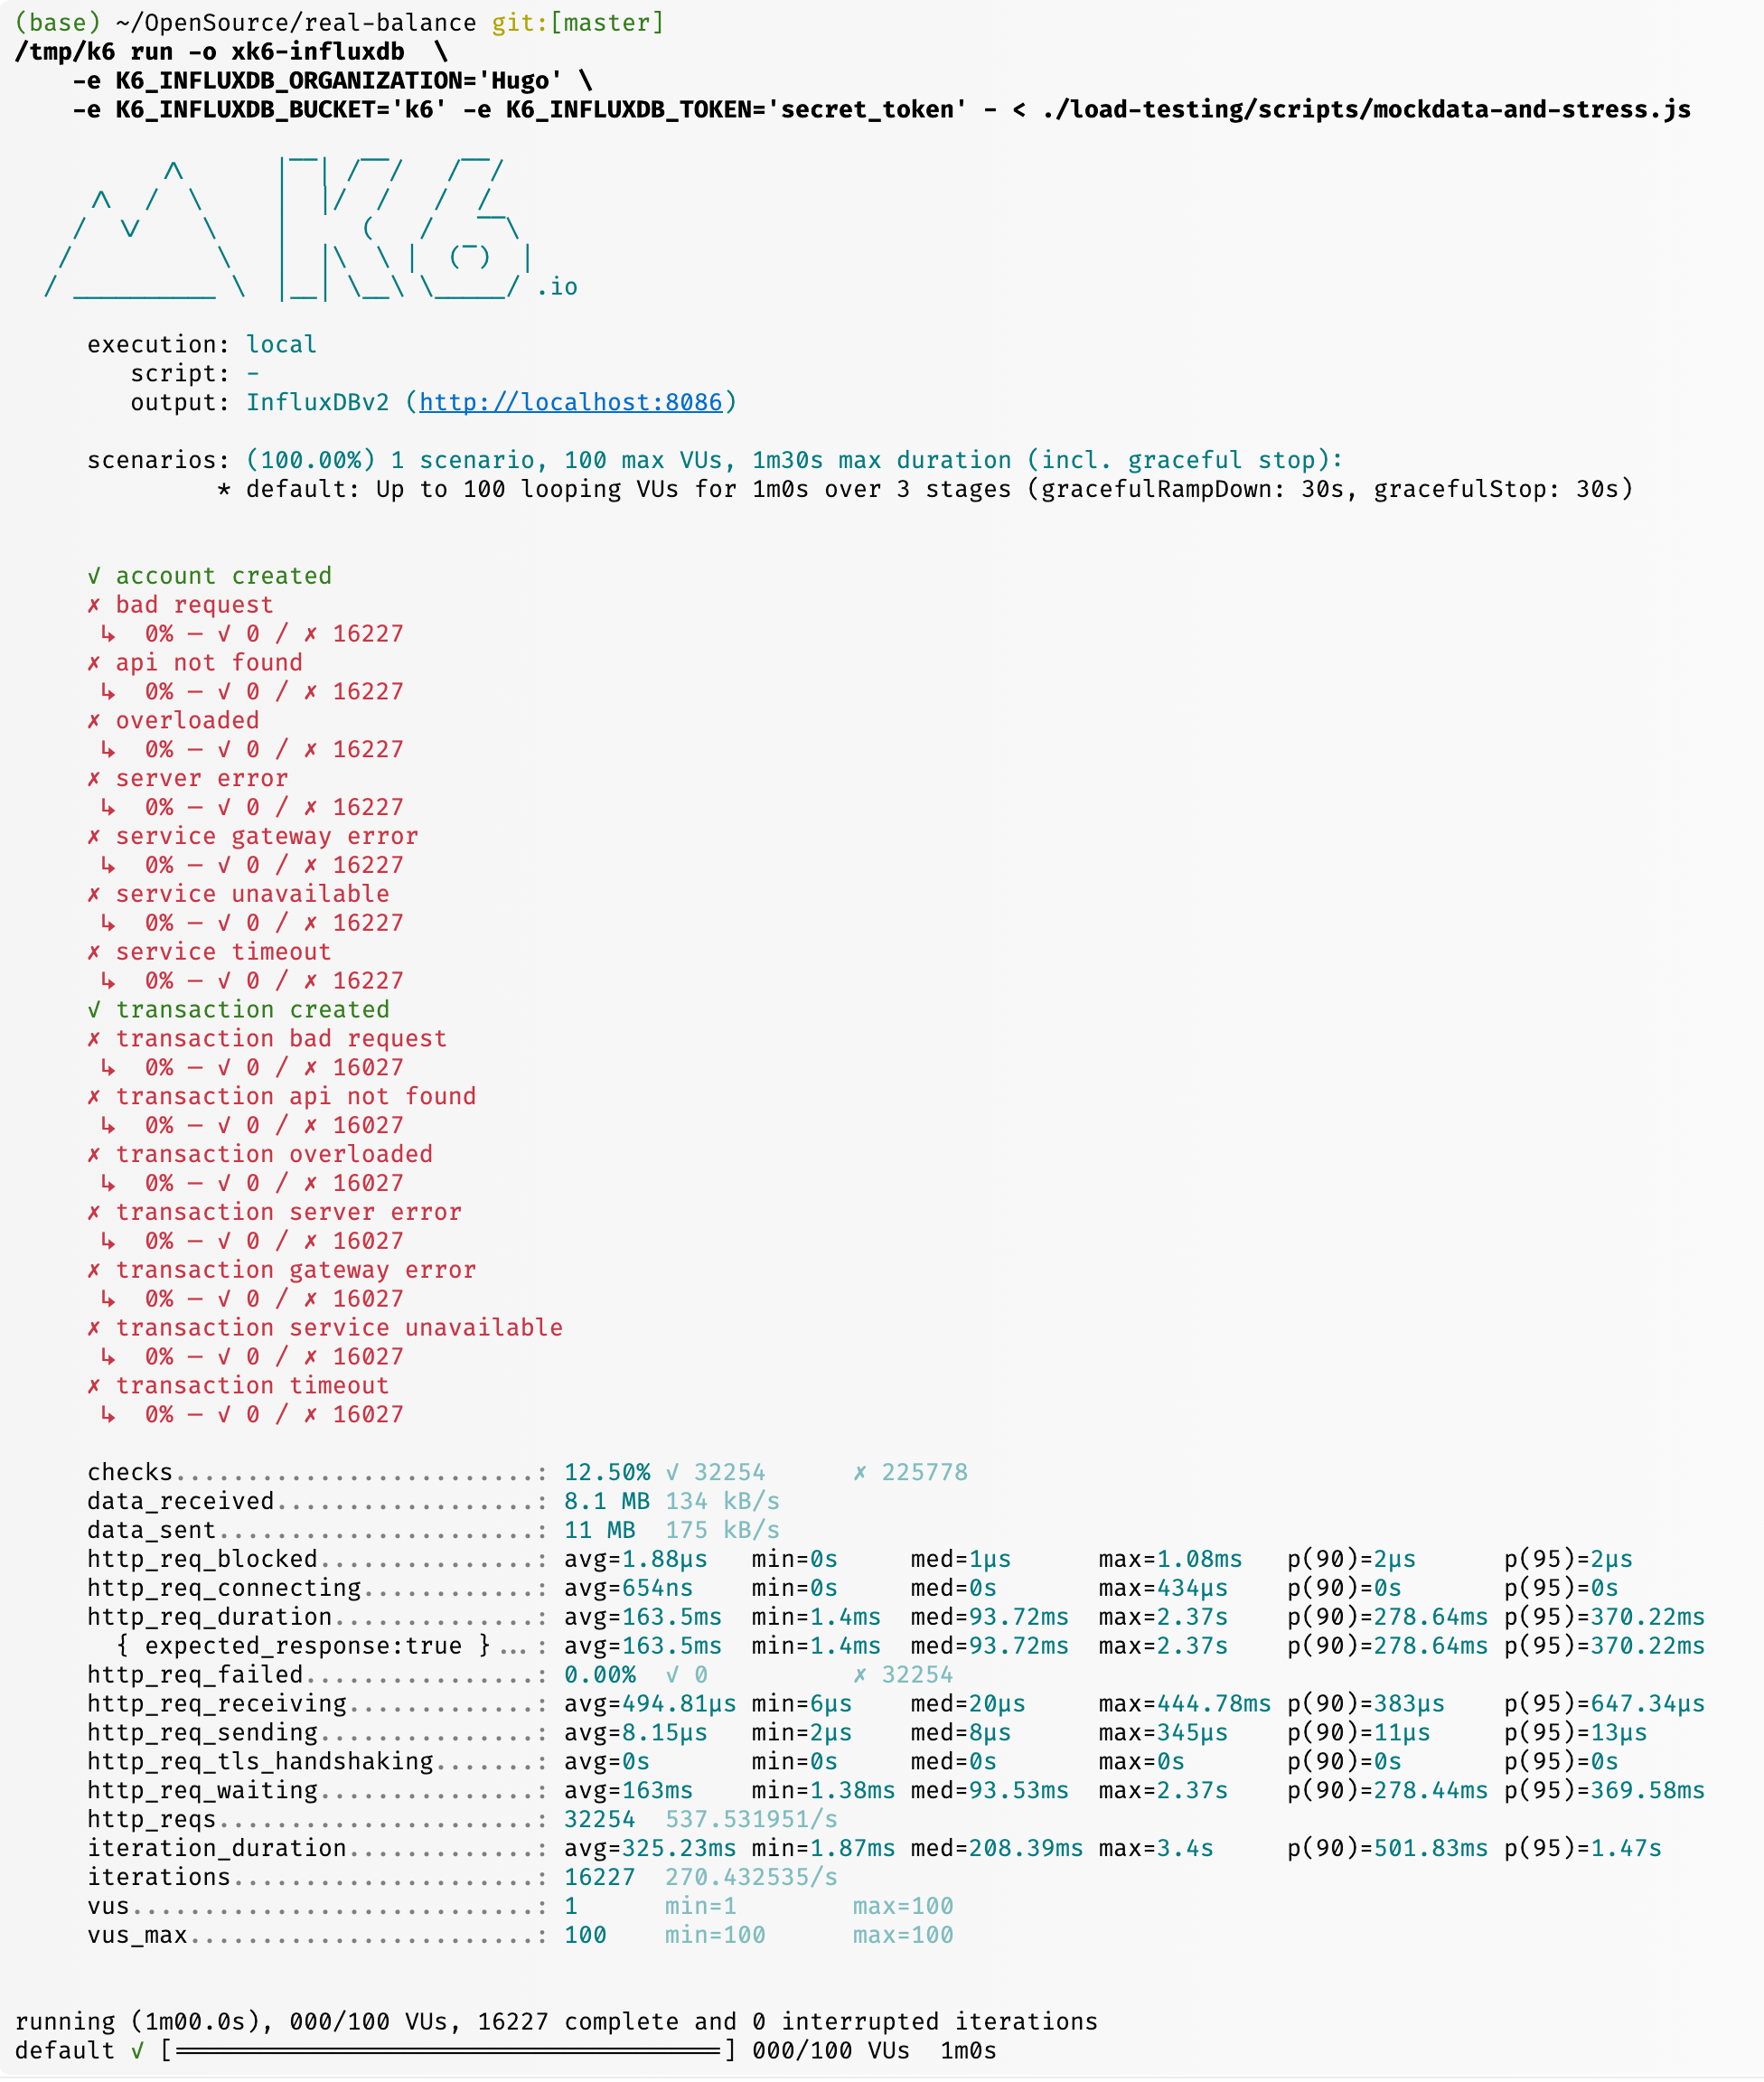 (base) ~/OpenSource/real-balance git:[master]
/tmp/k6 run -o xk6-influxdb  \
    -e K6_INFLUXDB_ORGANIZATION='Hugo' \
    -e K6_INFLUXDB_BUCKET='k6' -e K6_INFLUXDB_TOKEN='secret_token' - < ./load-testing/scripts/mockdata-and-stress.js

          /\      |‾‾| /‾‾/   /‾‾/
     /\  /  \     |  |/  /   /  /
    /  \/    \    |     (   /   ‾‾\
   /          \   |  |\  \ |  (‾)  |
  / __________ \  |__| \__\ \_____/ .io

     execution: local
        script: -
        output: InfluxDBv2 (http://localhost:8086)

     scenarios: (100.00%) 1 scenario, 100 max VUs, 1m30s max duration (incl. graceful stop):
              * default: Up to 100 looping VUs for 1m0s over 3 stages (gracefulRampDown: 30s, gracefulStop: 30s)

     ✓ account created
     ✗ bad request
      ↳  0% — ✓ 0 / ✗ 16227
     ✗ api not found
      ↳  0% — ✓ 0 / ✗ 16227
     ✗ overloaded
      ↳  0% — ✓ 0 / ✗ 16227
     ✗ server error
      ↳  0% — ✓ 0 / ✗ 16227
     ✗ service gateway error
      ↳  0% — ✓ 0 / ✗ 16227
     ✗ service unavailable
      ↳  0% — ✓ 0 / ✗ 16227
     ✗ service timeout
      ↳  0% — ✓ 0 / ✗ 16227
     ✓ transaction created
     ✗ transaction bad request
      ↳  0% — ✓ 0 / ✗ 16027
     ✗ transaction api not found
      ↳  0% — ✓ 0 / ✗ 16027
     ✗ transaction overloaded
      ↳  0% — ✓ 0 / ✗ 16027
     ✗ transaction server error
      ↳  0% — ✓ 0 / ✗ 16027
     ✗ transaction gateway error
      ↳  0% — ✓ 0 / ✗ 16027
     ✗ transaction service unavailable
      ↳  0% — ✓ 0 / ✗ 16027
     ✗ transaction timeout
      ↳  0% — ✓ 0 / ✗ 16027

     checks.........................: 12.50% ✓ 32254      ✗ 225778
     data_received..................: 8.1 MB 134 kB/s
     data_sent......................: 11 MB  175 kB/s
     http_req_blocked...............: avg=1.88µs   min=0s     med=1µs      max=1.08ms   p(90)=2µs      p(95)=2µs
     http_req_connecting............: avg=654ns    min=0s     med=0s       max=434µs    p(90)=0s       p(95)=0s
     http_req_duration..............: avg=163.5ms  min=1.4ms  med=93.72ms  max=2.37s    p(90)=278.64ms p(95)=370.22ms
       { expected_response:true }...: avg=163.5ms  min=1.4ms  med=93.72ms  max=2.37s    p(90)=278.64ms p(95)=370.22ms
     http_req_failed................: 0.00%  ✓ 0          ✗ 32254
     http_req_receiving.............: avg=494.81µs min=6µs    med=20µs     max=444.78ms p(90)=383µs    p(95)=647.34µs
     http_req_sending...............: avg=8.15µs   min=2µs    med=8µs      max=345µs    p(90)=11µs     p(95)=13µs
     http_req_tls_handshaking.......: avg=0s       min=0s     med=0s       max=0s       p(90)=0s       p(95)=0s
     http_req_waiting...............: avg=163ms    min=1.38ms med=93.53ms  max=2.37s    p(90)=278.44ms p(95)=369.58ms
     http_reqs......................: 32254  537.531951/s
     iteration_duration.............: avg=325.23ms min=1.87ms med=208.39ms max=3.4s     p(90)=501.83ms p(95)=1.47s
     iterations.....................: 16227  270.432535/s
     vus............................: 1      min=1        max=100
     vus_max........................: 100    min=100      max=100

running (1m00.0s), 000/100 VUs, 16227 complete and 0 interrupted iterations
default ✓ [======================================] 000/100 VUs  1m0s